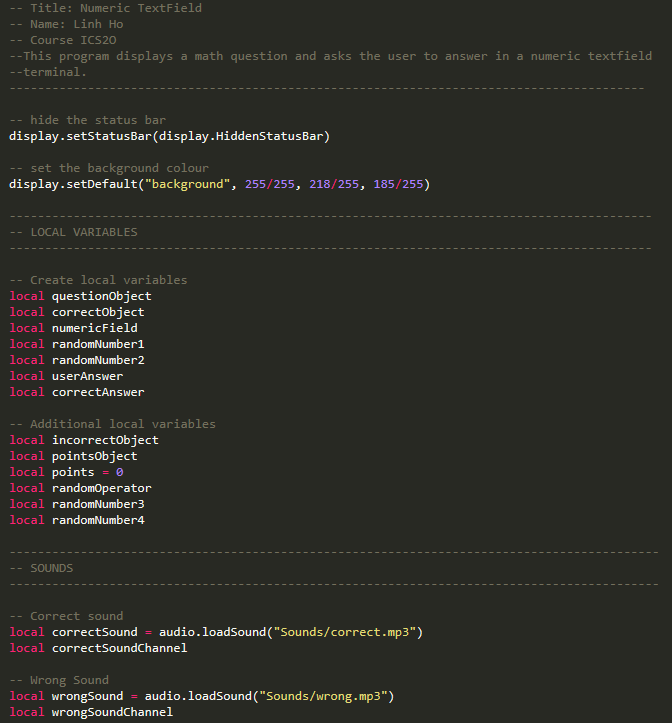 -- Title: Numeric TextField
-- Name: Linh Ho
-- Course ICS2O
--This program displays a math question and asks the user to answer in a numeric textfield
--terminal.
-----------------------------------------------------------------------------------------
-- hide the status bar
display.setStatusBar(display.HiddenStatusBar)
-- set the background colour
display.setDefault("background", 255/255, 218/255, 185/255)
------------------------------------------------------------------------------------------
-- LOCAL VARIABLES
------------------------------------------------------------------------------------------
-- Create local variables
local questionObject
local correctObject
local numericField
local randomNumber1
local randomNumber2
local userAnswer
local correctAnswer
-- Additional local variables
local incorrectObject
local pointsObject
local points = 0
local randomOperator
local randomNumber3
local randomNumber4
-------------------------------------------------------------------------------------------
-- SOUNDS
-------------------------------------------------------------------------------------------
-- Correct sound
local correctSound = audio.loadSound("Sounds/correct.mp3")
local correctSoundChannel
-- Wrong Sound
local wrongSound = audio.loadSound("Sounds/wrong.mp3")
local wrongSoundChannel